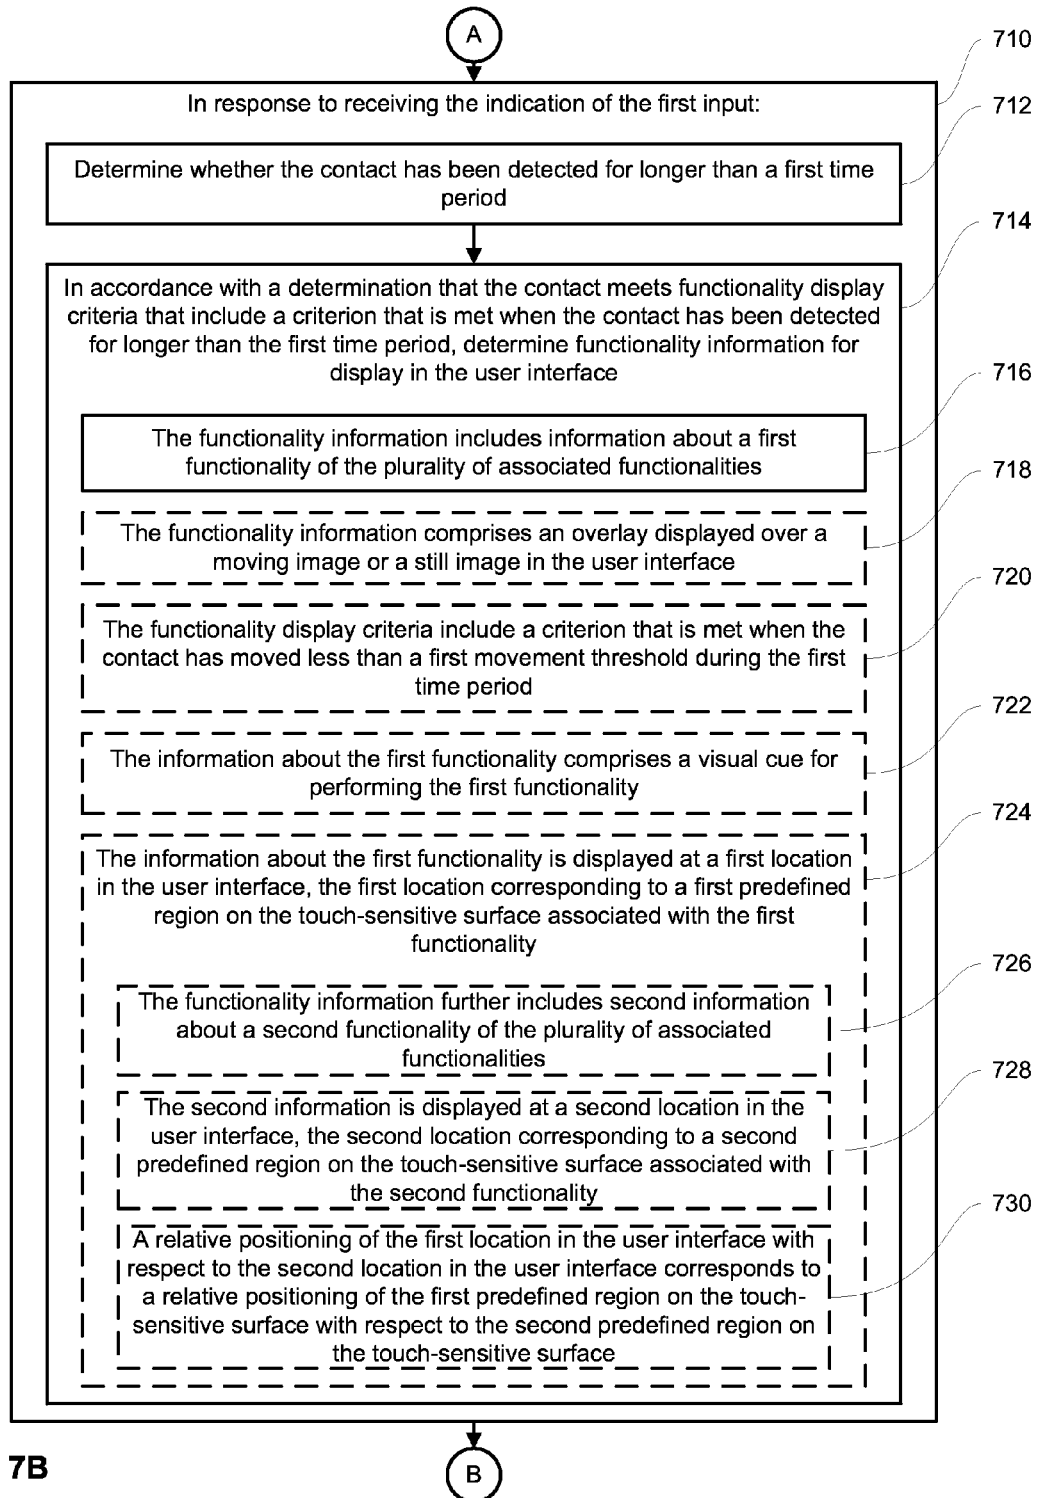 A
710
In response to receiving the indication of the first input:
712
Determine whether the contact has been detected for longer than a first time
period
714
In accordance with a determination that the contact meets functionality display
criteria that include a criterion that is met when the contact has been detected
for longer than the first time period, determine functionality information for
display in the user interface
716
The functionality information includes information about a first
functionality of the plurality of associated functionalities
718
The functionality information comprises an overlay displayed over a
moving image or a still image in the user interface
720
The functionality display criteria include a criterion that is met when the
contact has moved less than a first movement threshold during the first
time period
722
The information about the first functionality comprises a visual cue for
performing the first functionality
724
The information about the first functionality is displayed at a first location
in the user interface, the first location corresponding to a first predefined
region on the touch-sensitive surface associated with the first
functionality
726
The functionality information further includes second information
about a second functionality of the plurality of associated
functionalities
728
The second information is displayed at a second location in the
user interface, the second location corresponding to a second
predefined region on the touch-sensitive surface associated with
the second functionality
730
A relative positioning of the first location in the user interface with
respect to the second location in the user interface corresponds to
a relative positioning of the first predefined region on the touch-
sensitive surface with respect to the second predefined region on
the touch-sensitive surface
7B
B